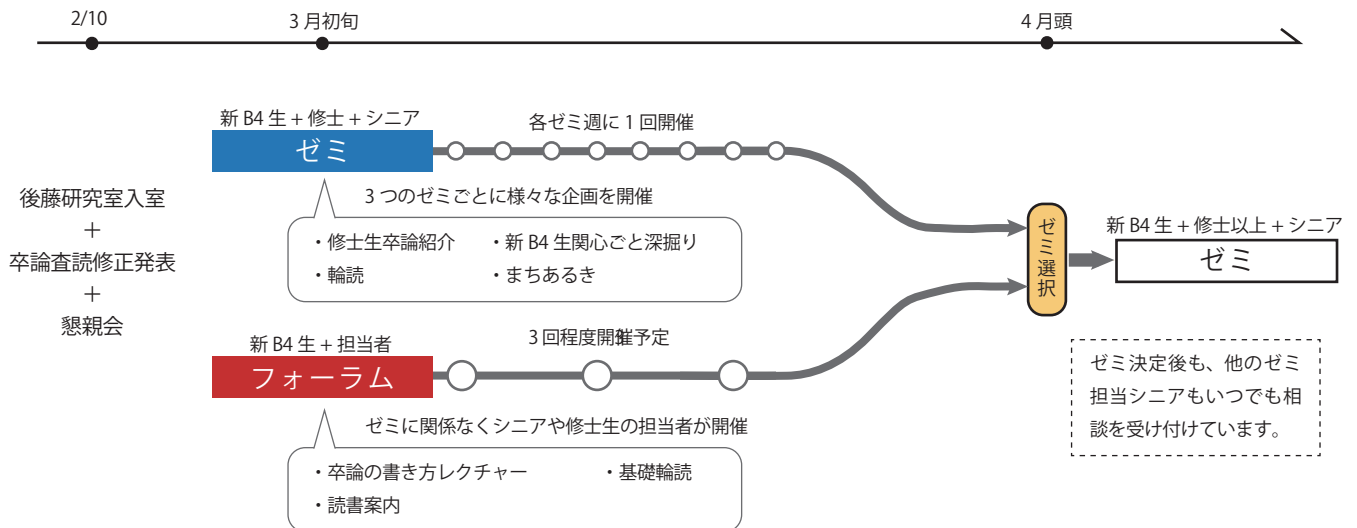 2/10
3 月初旬
4 月頭
新 B4 生 + 修士 + シニア
ゼミ
各ゼミ週に 1 回開催
3 つのゼミごとに様々な企画を開催
・修士生卒論紹介
・新 B4 生関心ごと深掘り
・輪読
・まちあるき
後藤研究室入室
+
卒論査読修正発表
+
懇親会
新 B4 生 + 担当者
フォーラム
3 回程度開催予定
ゼミに関係なくシニアや修士生の担当者が開催
・卒論の書き方レクチャー
・基礎輪読
・読書案内
ゼミ選択
新 B4 生 + 修士以上 + シニア
ゼミ
ゼミ決定後も、他のゼミ
担当シニアもいつでも相
談を受け付けています。